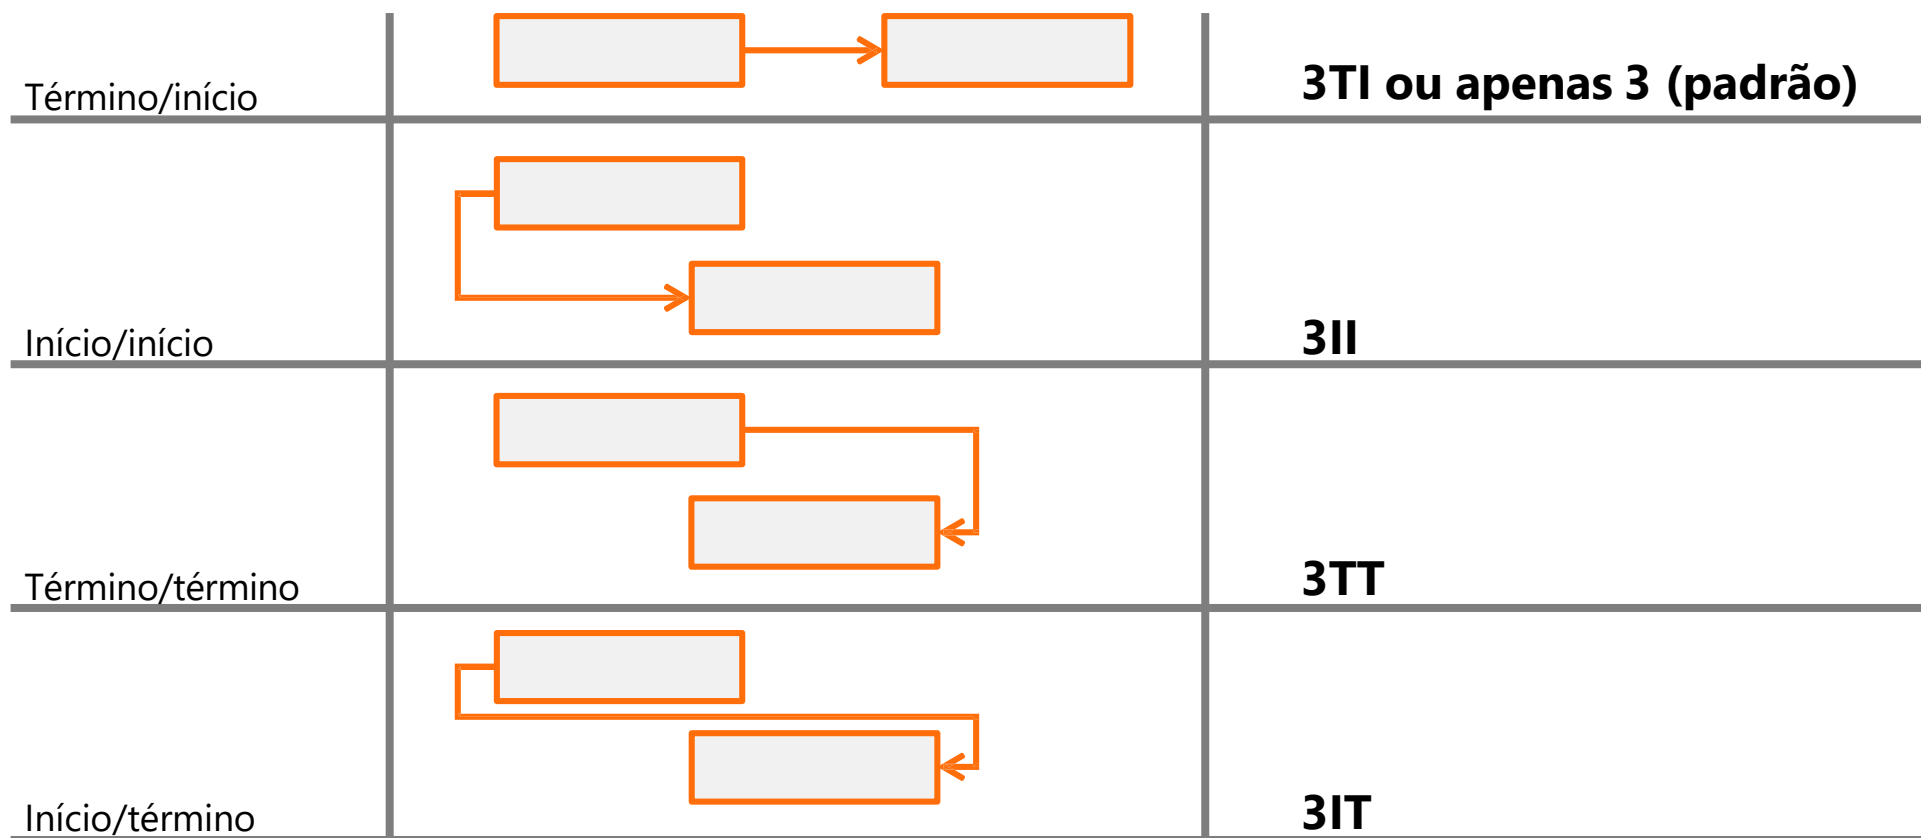 Término/início
3TI ou apenas 3 (padrão)
Início/início
3II
Término/término
3TT
Início/término
3IT